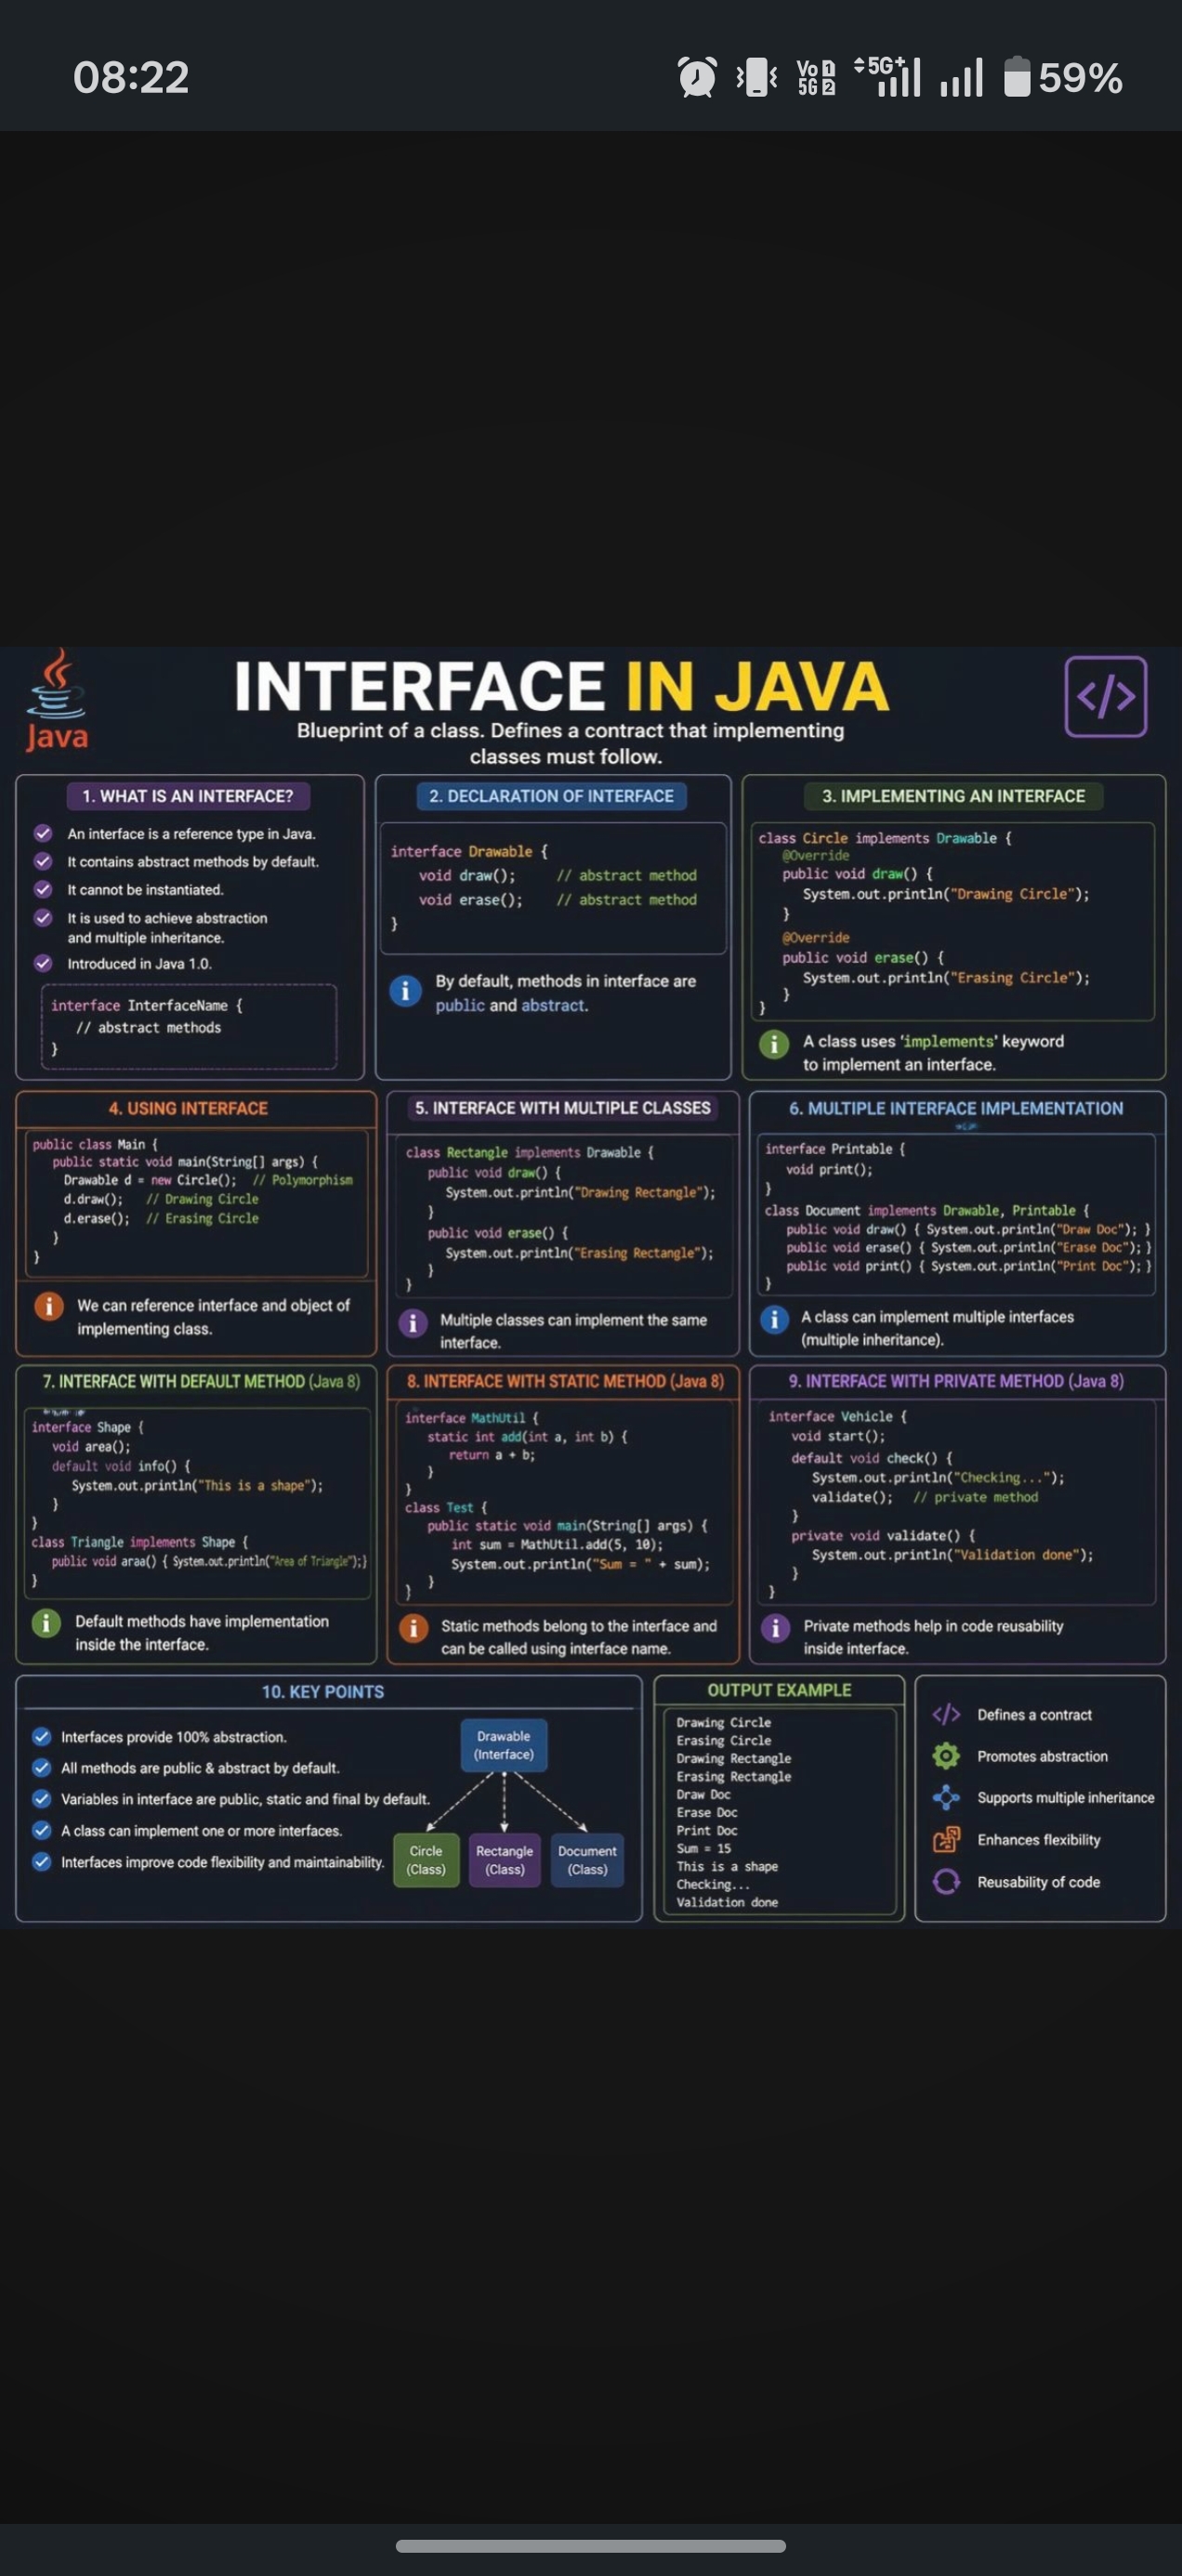 08:22
Vo 1
5G 2
5G+
59%
Java
INTERFACE IN JAVA
Blueprint of a class. Defines a contract that implementing
classes must follow.
</>
1. WHAT IS AN INTERFACE?
An interface is a reference type in Java.
It contains abstract methods by default.
It cannot be instantiated.
It is used to achieve abstraction
and multiple inheritance.
Introduced in Java 1.0.
interface InterfaceName {
// abstract methods
}
2. DECLARATION OF INTERFACE
interface Drawable {
void draw(); // abstract method
void erase(); // abstract method
}
By default, methods in interface are
public and abstract.
3. IMPLEMENTING AN INTERFACE
class Circle implements Drawable {
@Override
public void draw() {
System.out.println("Drawing Circle");
}
@Override
public void erase() {
System.out.println("Erasing Circle");
}
}
A class uses 'implements' keyword
to implement an interface.
4. USING INTERFACE
public class Main {
public static void main(String[] args) {
Drawable d = new Circle(); // Polymorphism
d.draw(); // Drawing Circle
d.erase(); // Erasing Circle
}
}
We can reference interface and object of
implementing class.
5. INTERFACE WITH MULTIPLE CLASSES
class Rectangle implements Drawable {
public void draw() {
System.out.println("Drawing Rectangle");
}
public void erase() {
System.out.println("Erasing Rectangle");
}
}
Multiple classes can implement the same
interface.
6. MULTIPLE INTERFACE IMPLEMENTATION
interface Printable {
void print();
}
class Document implements Drawable, Printable {
public void draw() { System.out.println("Draw Doc"); }
public void erase() { System.out.println("Erase Doc"); }
public void print() { System.out.println("Print Doc"); }
}
A class can implement multiple interfaces
(multiple inheritance).
7. INTERFACE WITH DEFAULT METHOD (Java 8)
interface Shape {
void area();
default void info() {
System.out.println("This is a shape");
}
}
class Triangle implements Shape {
public void araa() { System.out.println("Area of Triangle");}
}
Default methods have implementation
inside the interface.
8. INTERFACE WITH STATIC METHOD (Java 8)
interface MathUtil {
static int add(int a, int b) {
return a + b;
}
}
class Test {
public static void main(String[] args) {
int sum = MathUtil.add(5, 10);
System.out.println("Sum = " + sum);
}
}
Static methods belong to the interface and
can be called using interface name.
9. INTERFACE WITH PRIVATE METHOD (Java 8)
interface Vehicle {
void start();
default void check() {
System.out.println("Checking...");
validate(); // private method
}
private void validate() {
System.out.println("Validation done");
}
}
Private methods help in code reusability
inside interface.
10. KEY POINTS
Interfaces provide 100% abstraction.
All methods are public & abstract by default.
Variables in interface are public, static and final by default.
A class can implement one or more interfaces.
Interfaces improve code flexibility and maintainability.
Drawable
(Interface)
Circle
(Class)
Rectangle
(Class)
Document
(Class)
OUTPUT EXAMPLE
Drawing Circle
Erasing Circle
Drawing Rectangle
Erasing Rectangle
Draw Doc
Erase Doc
Print Doc
Sum = 15
This is a shape
Checking...
Validation done
</> Defines a contract
Promotes abstraction
Supports multiple inheritance
Enhances flexibility
Reusability of code